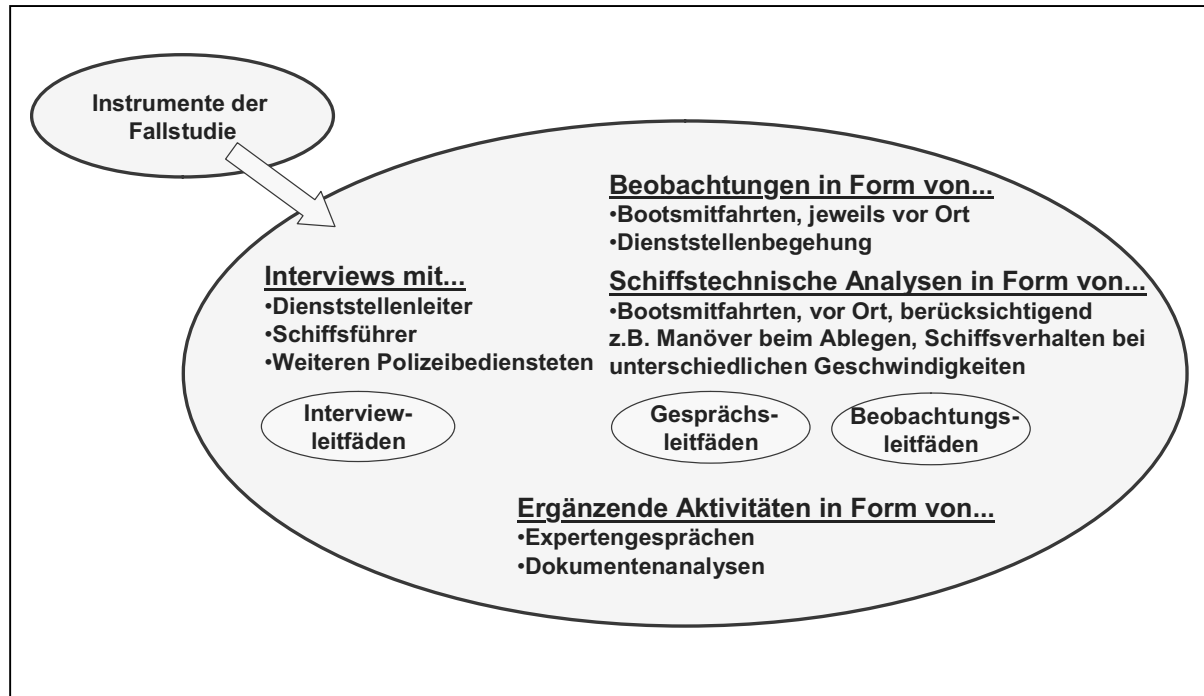 Instrumente der
Fallstudie
Interviews mit...
•Dienststellenleiter
•Schiffsführer
•Weiteren Polizeibediensteten
Interview-
leitfäden
Beobachtungen in Form von...
•Bootsmitfahrten, jeweils vor Ort
•Dienststellenbegehung
Schiffstechnische Analysen in Form von...
•Bootsmitfahrten, vor Ort, berücksichtigend
z.B. Manöver beim Ablegen, Schiffsverhalten bei
unterschiedlichen Geschwindigkeiten
Gesprächs-
leitfäden
Beobachtungs-
leitfäden
Ergänzende Aktivitäten in Form von...
•Expertengesprächen
•Dokumentenanalysen